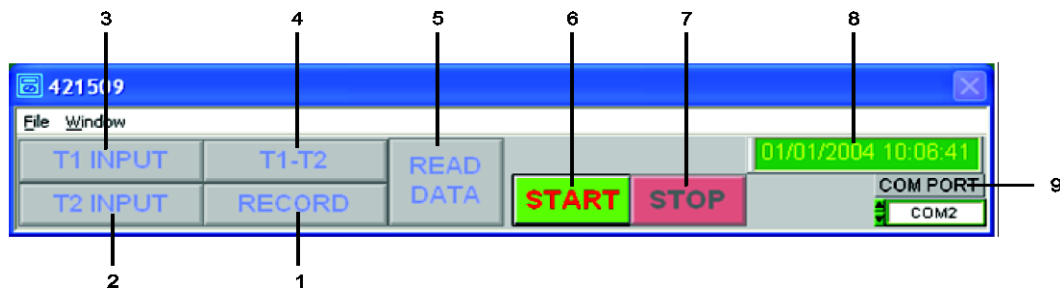 3 4 5 6 7 8
421509
File Window
T1 INPUT T1-T2 READ DATA 01/01/2004 10:06:41
T2 INPUT RECORD START STOP COM PORT 9
COM2
2 1